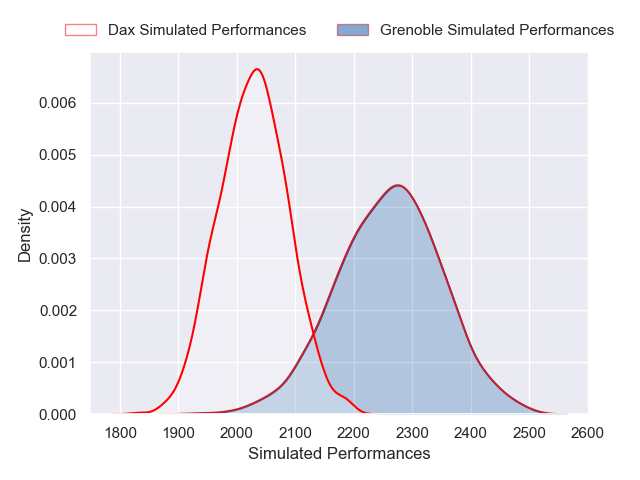 Dax Simulated Performances Grenoble Simulated Performances
0.006
0.005
0.004
0.003
0.002
0.001
0.000
Density
1800 1900 2000 2100 2200 2300 2400 2500 2600
Simulated Performances